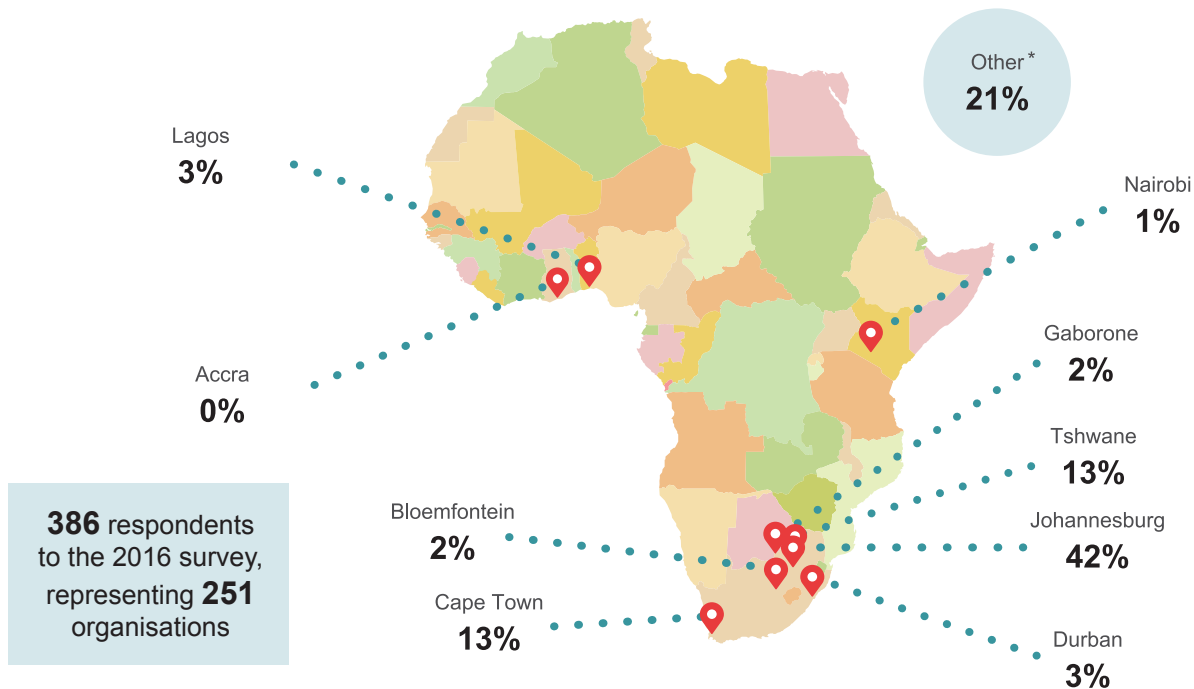 Other *
21%
Lagos
3%
Nairobi
1%
Gaborone
2%
Accra
0%
Tshwane
13%
386 respondents
to the 2016 survey,
representing 251
organisations
Bloemfontein
2%
Johannesburg
42%
Cape Town
13%
Durban
3%